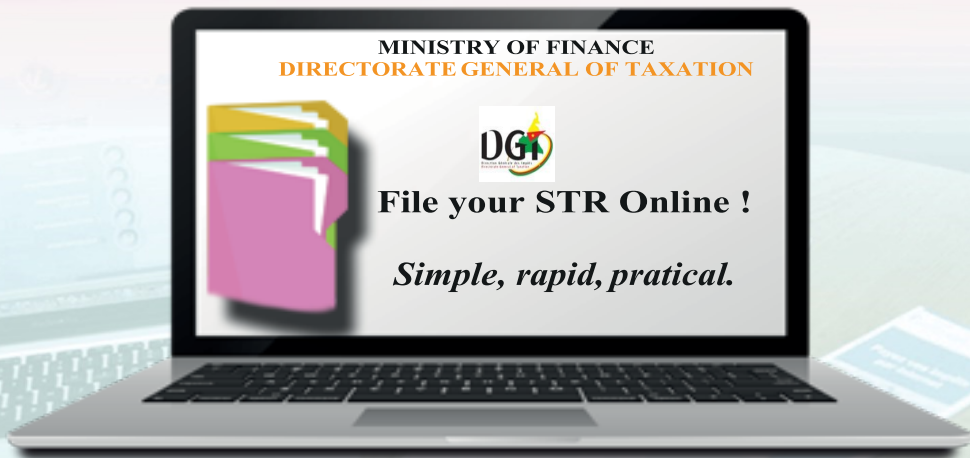 MINISTRY OF FINANCE
DIRECTORATE GENERAL OF TAXATION
DGI
File your STR Online !
Simple, rapid, pratical.